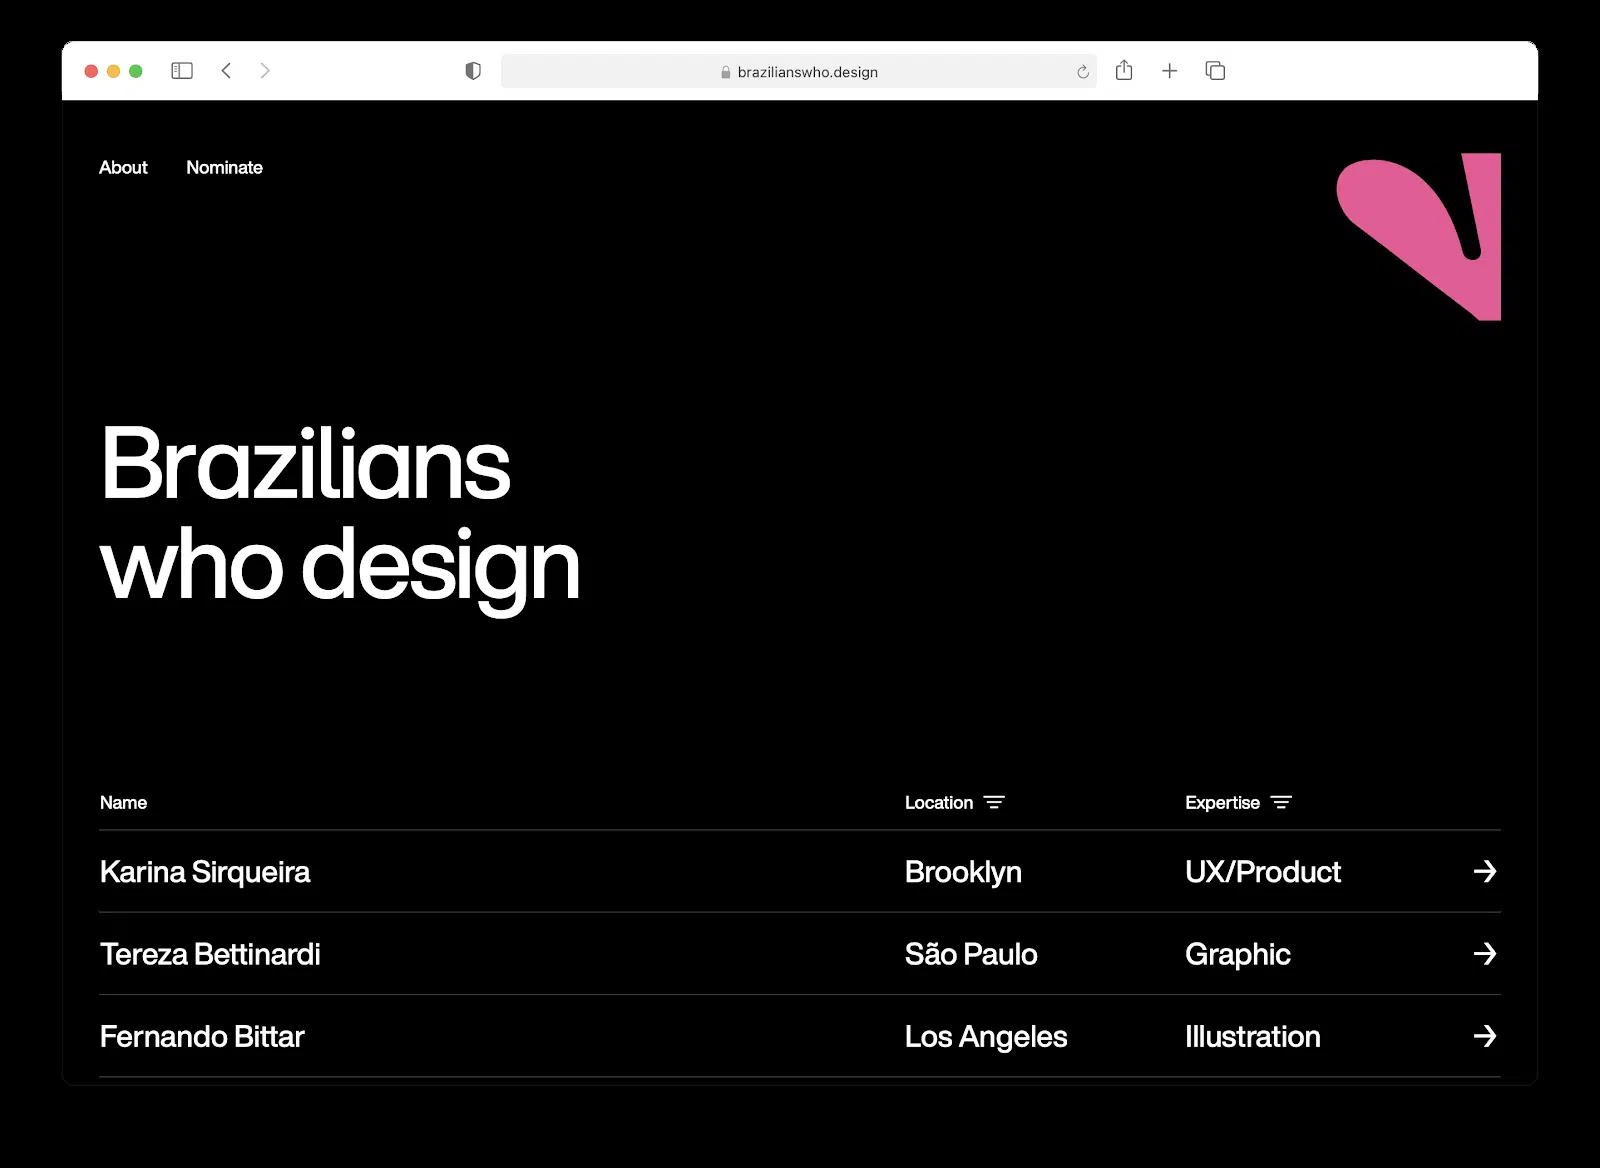 brazilianswho.design
About Nominate
Brazilians
who design
Name Location Expertise
Karina Sirqueira Brooklyn UX/Product
Tereza Bettinardi São Paulo Graphic
Fernando Bittar Los Angeles Illustration